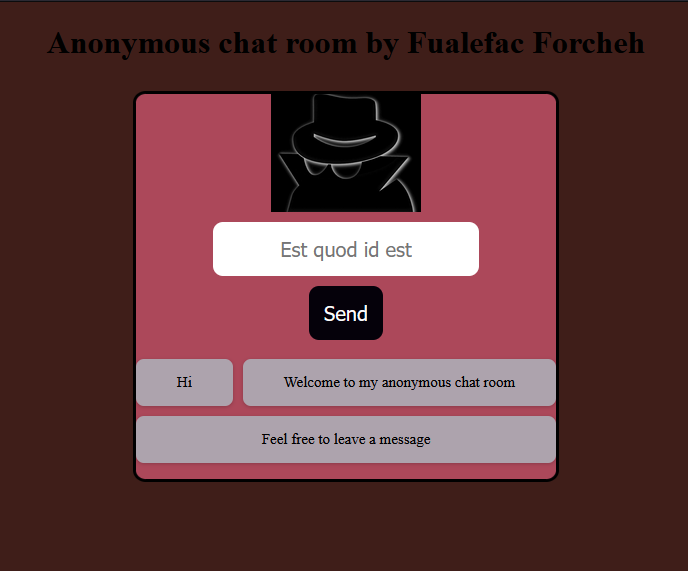 Anonymous chat room by Fualefac Forcheh
Est quod id est
Send
Hi
Welcome to my anonymous chat room
Feel free to leave a message